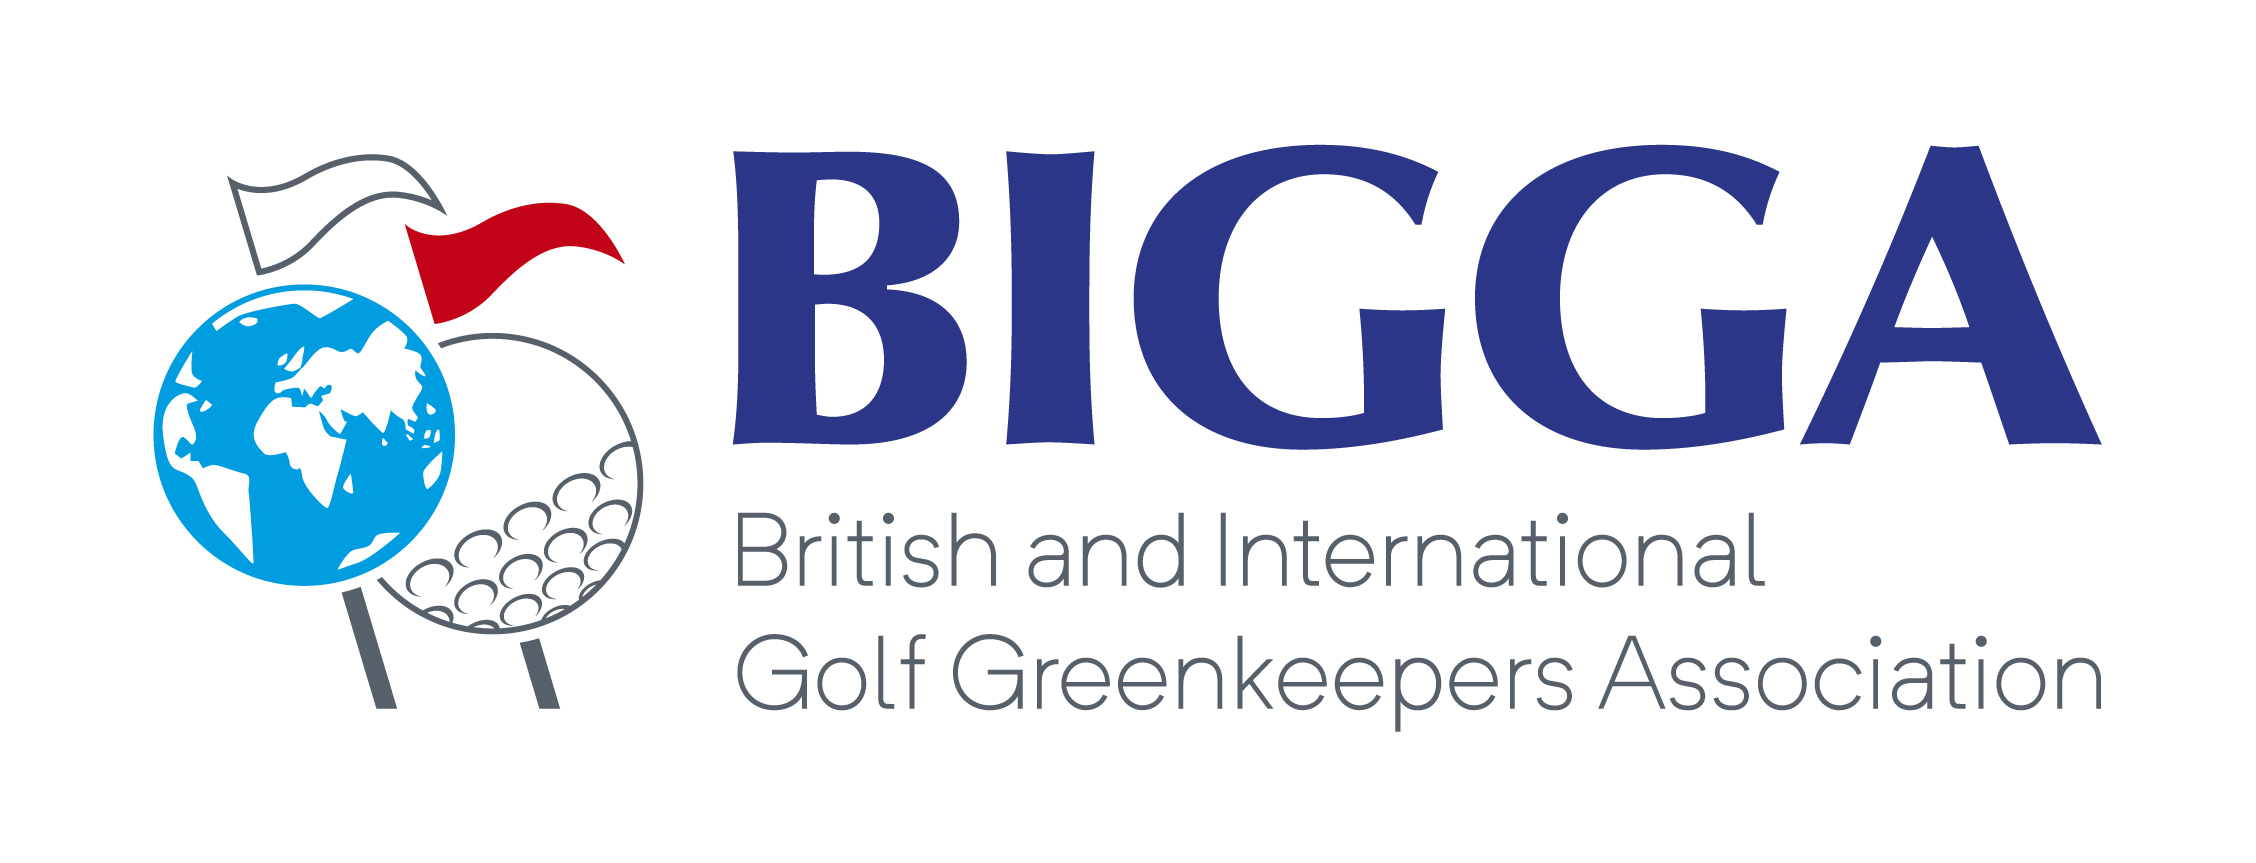 BIGGA
British and International
Golf Greenkeepers Association